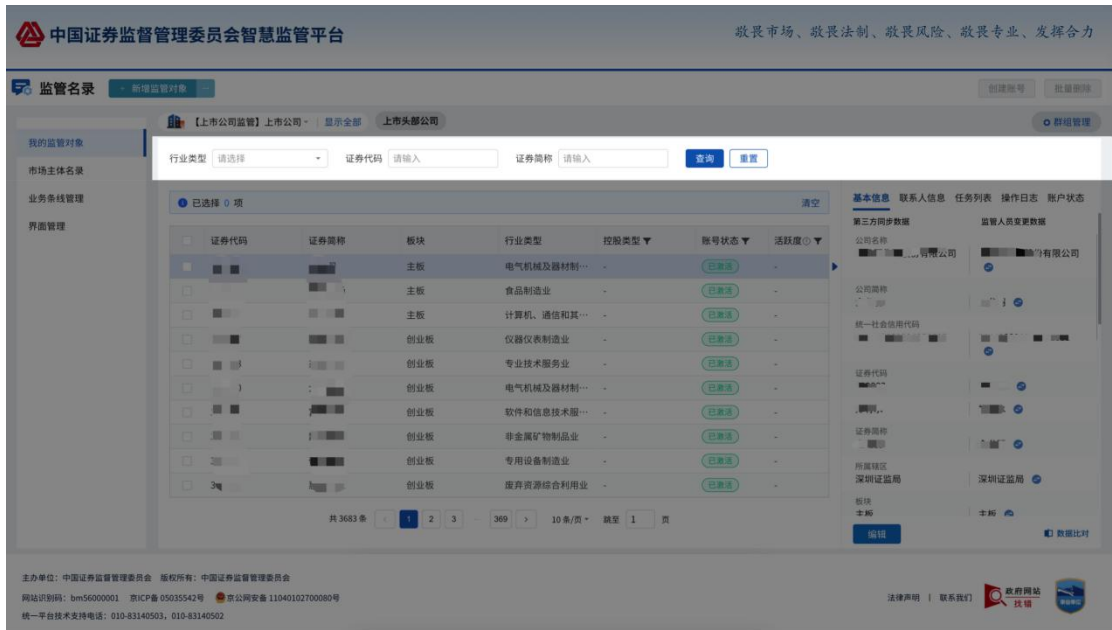 中国证券监督管理委员会智慧监管平台
敬畏市场、敬畏法制、敬畏风险、敬畏专业、发挥合力
监管名录 + 新增监管对象 ··· 创建账号 批量删除
我的监管对象
市场主体名录
业务条线管理
界面管理
【上市公司监管】上市公司 显示全部 上市头部公司 群组管理
行业类型 请选择 证券代码 请输入 证券简称 请输入 查询 重置
已选择 0 项 清空
证券代码 证券简称 板块 行业类型 控股类型 账号状态 活跃度
主板 电气机械及器材制··· - 已激活 -
主板 食品制造业 - 已激活 -
主板 计算机、通信和其··· - 已激活 -
创业板 仪器仪表制造业 - 已激活 -
创业板 专业技术服务业 - 已激活 -
创业板 电气机械及器材制··· - 已激活 -
创业板 软件和信息技术服··· - 已激活 -
创业板 非金属矿物制品业 - 已激活 -
创业板 专用设备制造业 - 已激活 -
创业板 废弃资源综合利用业 - 已激活 -
共 3683 条 < 1 2 3 ··· 369 > 10 条/页 跳至 1 页
基本信息 联系人信息 任务列表 操作日志 账户状态
第三方同步数据 监管人员变更数据
公司名称
有限公司 有限公司
公司简称
统一社会信用代码
证券代码
证券简称
所属辖区
深圳证监局 深圳证监局
板块
主板 主板
编辑 数据比对
主办单位：中国证券监督管理委员会 版权所有：中国证券监督管理委员会
网站识别码：bm56000001 京ICP备 05035542号 京公网安备 11040102700080号
统一平台技术支持电话：010-83140503，010-83140502
法律声明 | 联系我们 政府网站
找错